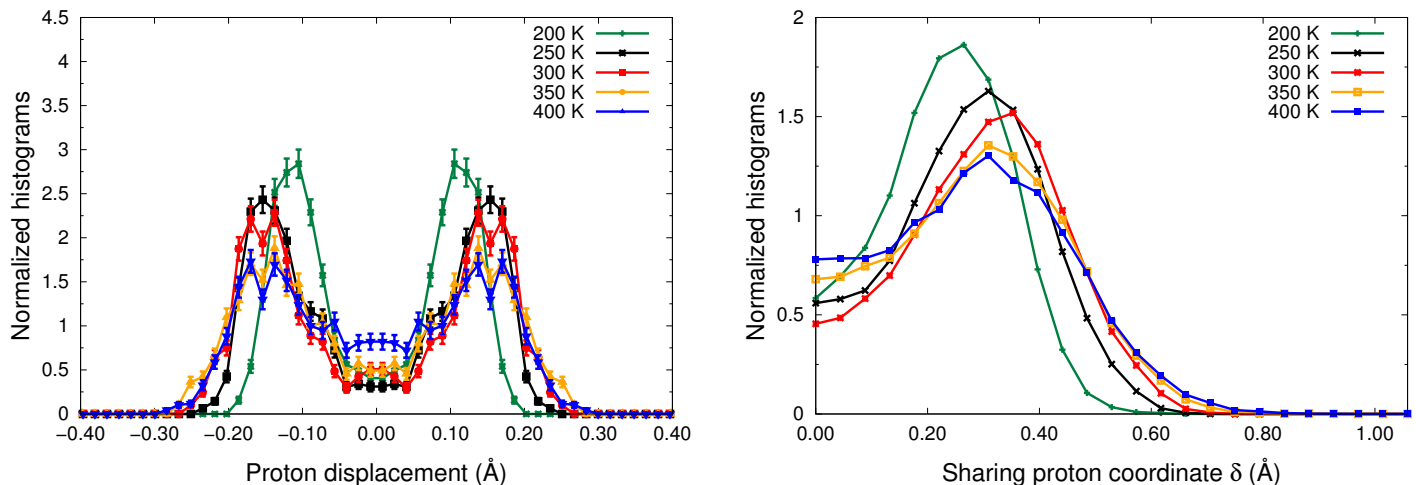 Normalized histograms
4.5
4
3.5
3
2.5
2
1.5
1
0.5
0
−0.40
−0.30
−0.20
−0.10
0.00
0.10
0.20
0.30
0.40
Proton displacement (Å)
200 K
250 K
300 K
350 K
400 K
Normalized histograms
2
1.5
1
0.5
0
0.00
0.20
0.40
0.60
0.80
1.00
Sharing proton coordinate δ (Å)
200 K
250 K
300 K
350 K
400 K